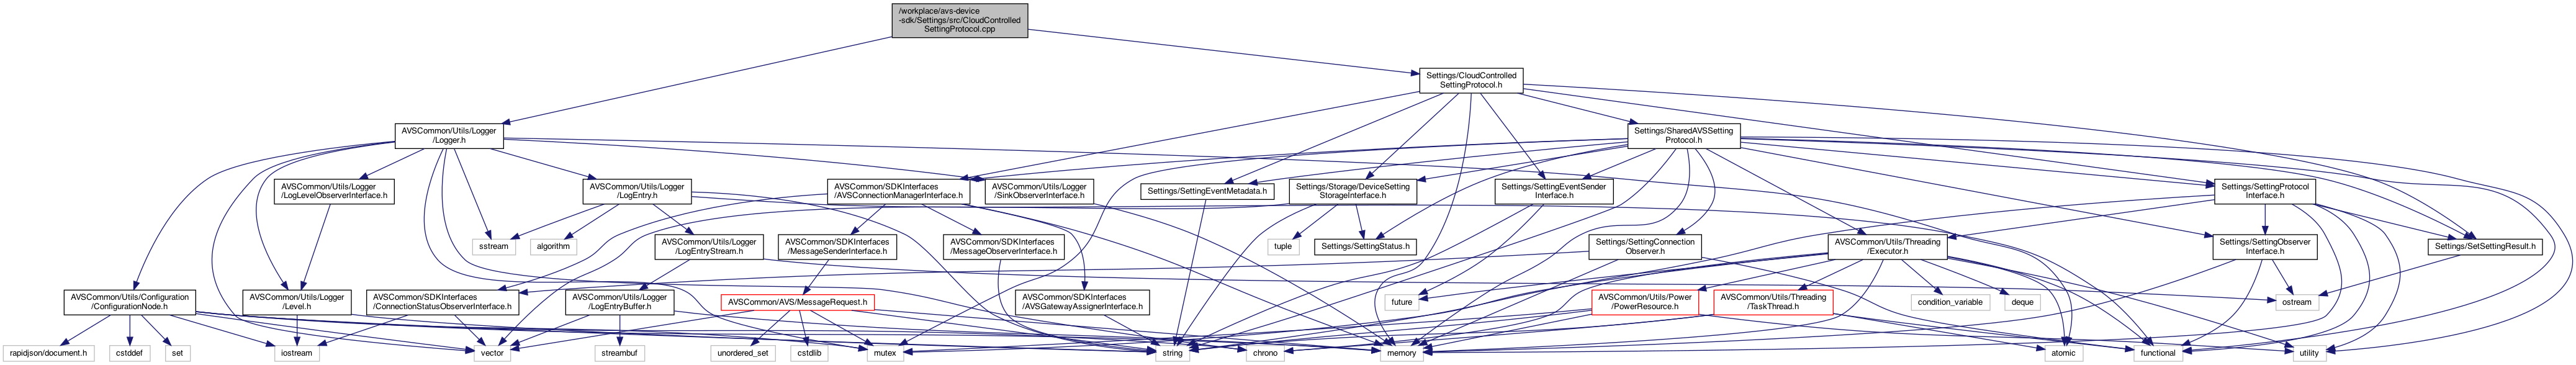 /workplace/avs-device
-sdk/Settings/src/CloudControlled
SettingProtocol.cpp
Settings/CloudControlled
SettingProtocol.h
AVSCommon/Utils/Logger
/Logger.h
Settings/SharedAVSSetting
Protocol.h
AVSCommon/Utils/Logger
/LogLevelObserverInterface.h
AVSCommon/Utils/Logger
/LogEntry.h
AVSCommon/SDKInterfaces
/AVSConnectionManagerInterface.h
AVSCommon/Utils/Logger
/SinkObserverInterface.h
Settings/SettingEventMetadata.h
Settings/Storage/DeviceSetting
StorageInterface.h
Settings/SettingEventSender
Interface.h
Settings/SettingProtocol
Interface.h
sstream
algorithm
AVSCommon/Utils/Logger
/LogEntryStream.h
AVSCommon/SDKInterfaces
/MessageSenderInterface.h
AVSCommon/SDKInterfaces
/MessageObserverInterface.h
tuple
Settings/SettingStatus.h
Settings/SettingConnection
Observer.h
AVSCommon/Utils/Threading
/Executor.h
Settings/SettingObserver
Interface.h
Settings/SetSettingResult.h
AVSCommon/Utils/Configuration
/ConfigurationNode.h
AVSCommon/Utils/Logger
/Level.h
AVSCommon/SDKInterfaces
/ConnectionStatusObserverInterface.h
AVSCommon/Utils/Logger
/LogEntryBuffer.h
AVSCommon/AVS/MessageRequest.h
AVSCommon/SDKInterfaces
/AVSGatewayAssignerInterface.h
future
AVSCommon/Utils/Power
/PowerResource.h
AVSCommon/Utils/Threading
/TaskThread.h
condition_variable
deque
ostream
rapidjson/document.h
cstddef
set
vector
iostream
streambuf
unordered_set
cstdlib
mutex
string
chrono
memory
atomic
functional
utility